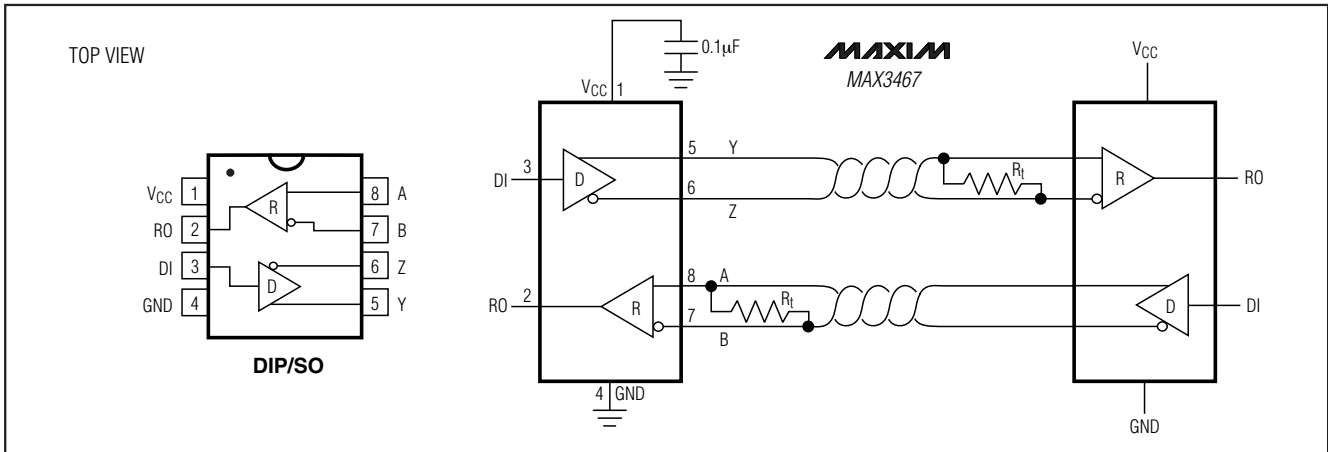 TOP VIEW
VCC 1
RO 2
DI 3
GND 4
8 A
7 B
6 Z
5 Y
R
D
DIP/SO
0.1µF
MAXIM
MAX3467
VCC 1
VCC
DI 3
D
5 Y
6
Z
Rt
R
RO
RO 2
R
8 A
7
B
Rt
D
DI
4 GND
GND